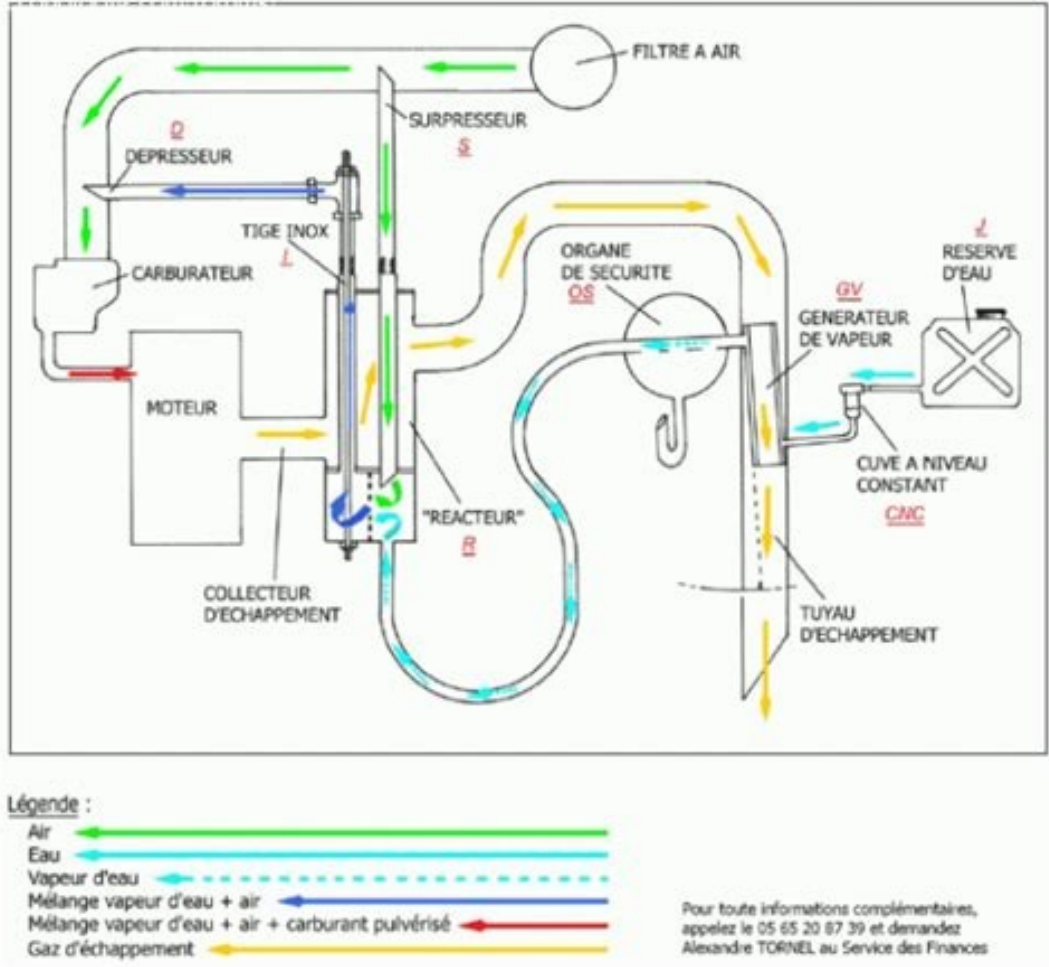 FILTRE A AIR
SURPRESSEUR
S
D
DEPRESSEUR
TIGE INOX
I
CARBURATEUR
ORGANE
DE SECURITE
OS
J
RESERVE
D'EAU
GV
GENERATEUR
DE VAPEUR
MOTEUR
CUVE A NIVEAU
CONSTANT
CNC
"REACTEUR"
R
COLLECTEUR
D'ECHAPPEMENT
TUYAU
D'ECHAPPEMENT
Légende :
Air
Eau
Vapeur d'eau
Mélange vapeur d'eau + air
Mélange vapeur d'eau + air + carburant pulvérisé
Gaz d'échappement
Pour toute informations complémentaires,
appelez le 05 65 20 87 39 et demandez
Alexandre TORNEL au Service des Finances